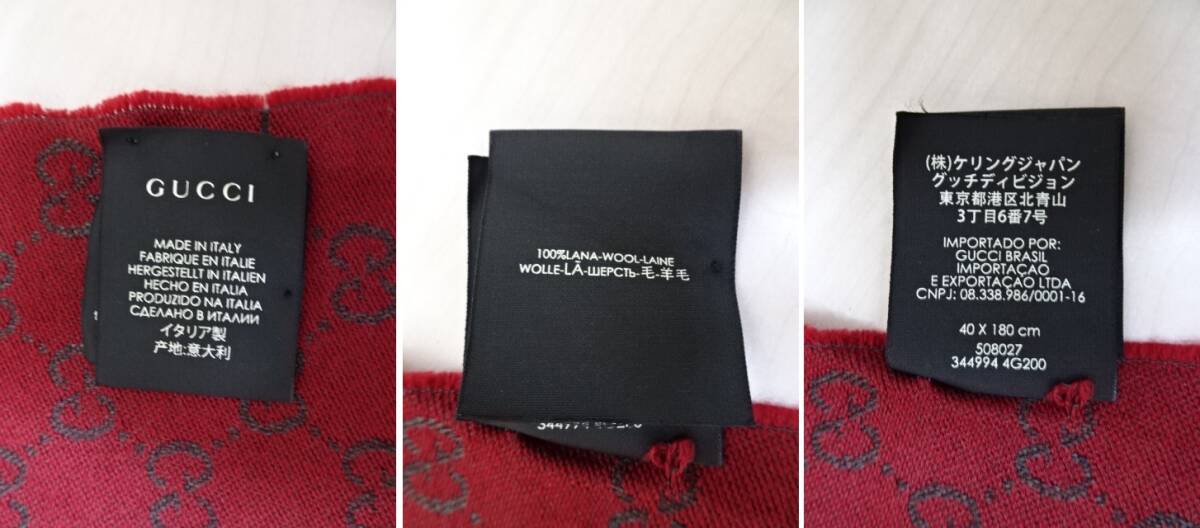 GUCCI
MADE IN ITALY
FABRIQUE EN ITALIE
HERGESTELLT IN ITALIEN
HECHO EN ITALIA
PRODUZIDO NA ITALIA
СДЕЛАНО В ИТАЛИИ
イタリア製
产地:意大利
100%LANA-WOOL-LAINE
WOLLE-LÃ-ШЕРСТЬ-毛-羊毛
344994 4G200
(株)ケリングジャパン
グッチディビジョン
東京都港区北青山
3丁目6番7号
IMPORTADO POR:
GUCCI BRASIL
IMPORTAÇAO
E EXPORTAÇAO LTDA
CNPJ: 08.338.986/0001-16
40 X 180 cm
508027
344994 4G200